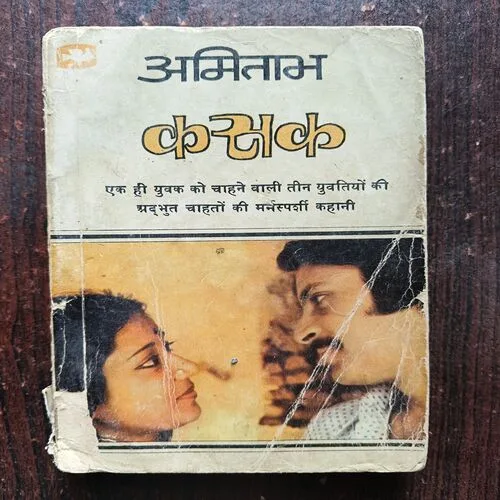 अमिताभ
कसक
एक ही युवक को चाहने वाली तीन युवतियों की
अद्भुत चाहतों की मर्मस्पर्शी कहानी